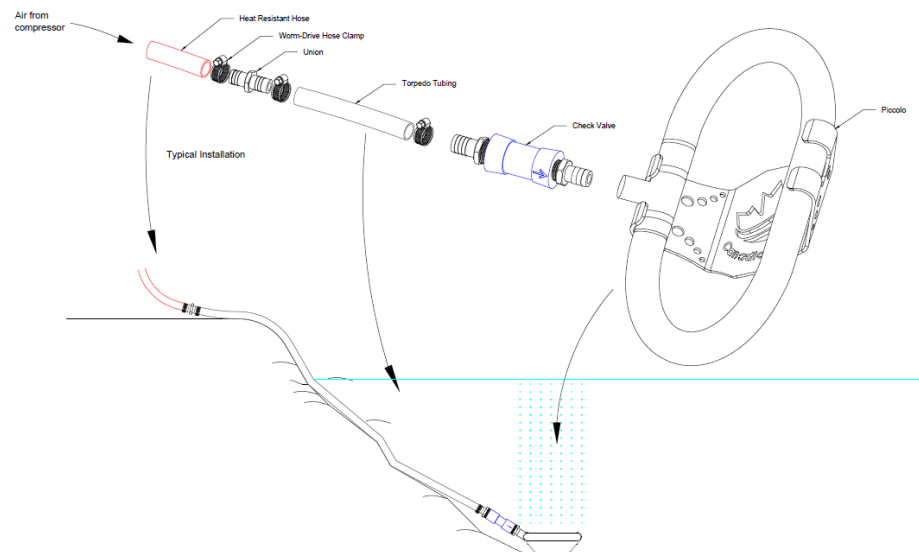 Air from
compressor
Heat Resistant Hose
Worm-Drive Hose Clamp
Union
Torpedo Tubing
Check Valve
Piccolo
Typical Installation